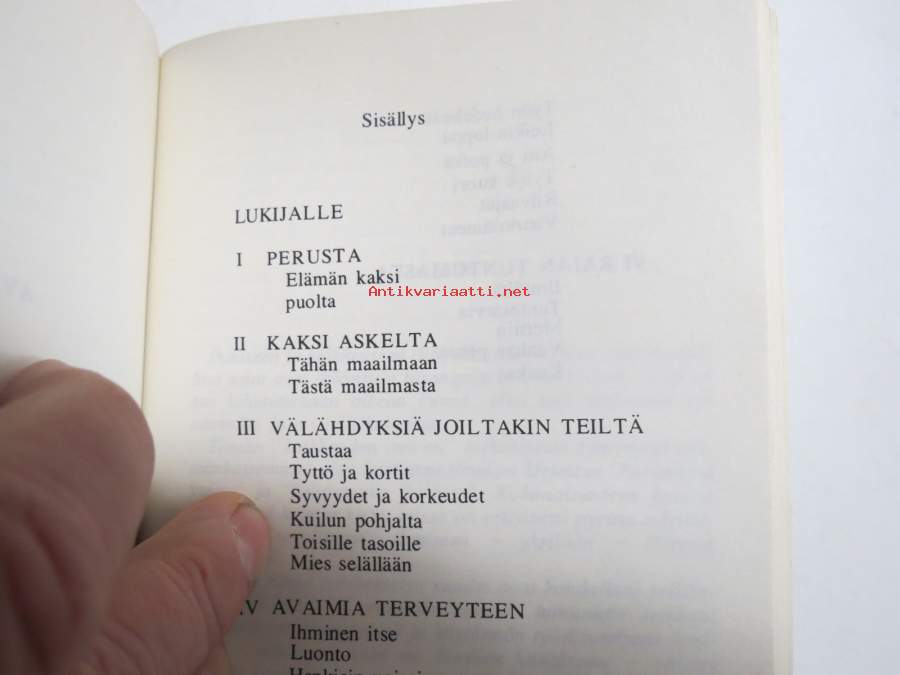 Sisällys
LUKIJALLE
I PERUSTA
Elämän kaksi
puolta
Antikvariaatti.net
II KAKSI ASKELTA
Tähän maailmaan
Tästä maailmasta
III VÄLÄHDYKSIÄ JOILTAKIN TEILTÄ
Taustaa
Tyttö ja kortit
Syvyydet ja korkeudet
Kuilun pohjalta
Toisille tasoille
Mies selällään
IV AVAIMIA TERVEYTEEN
Ihminen itse
Luonto